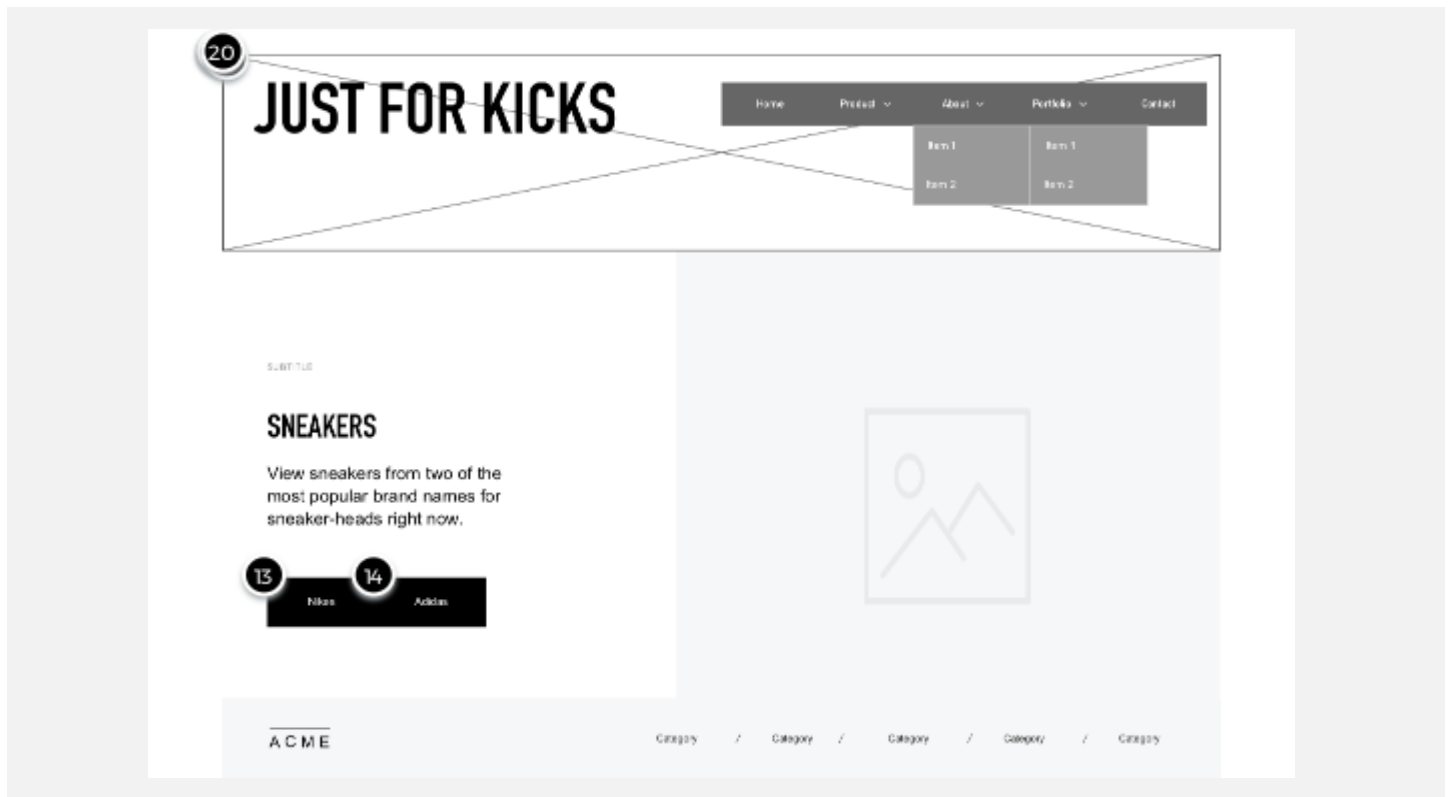 20
JUST FOR KICKS
Home Product About Portfolio Contact
Item 1 Item 1
Item 2 Item 2
SUBTITLE
SNEAKERS
View sneakers from two of the
most popular brand names for
sneaker-heads right now.
13 14
Nikes Adidas
ACME
Category / Category / Category / Category / Category